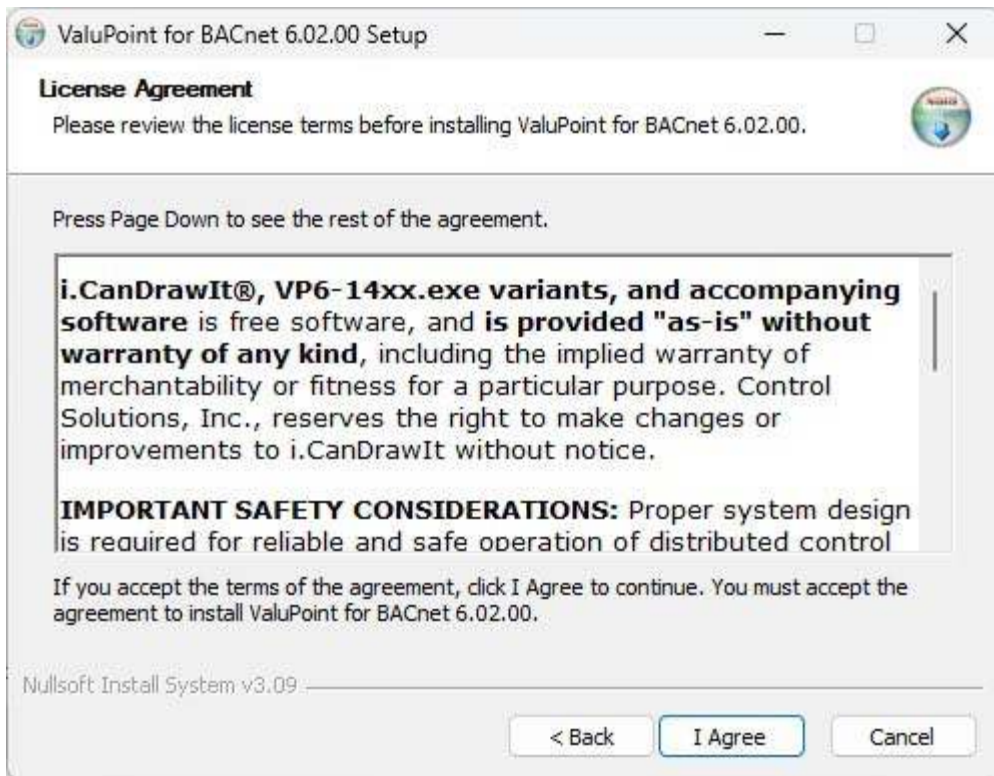 ValuPoint for BACnet 6.02.00 Setup
License Agreement
Please review the license terms before installing ValuPoint for BACnet 6.02.00.
Press Page Down to see the rest of the agreement.
i.CanDrawIt®, VP6-14xx.exe variants, and accompanying
software is free software, and is provided "as-is" without
warranty of any kind, including the implied warranty of
merchantability or fitness for a particular purpose. Control
Solutions, Inc., reserves the right to make changes or
improvements to i.CanDrawIt without notice.
IMPORTANT SAFETY CONSIDERATIONS: Proper system design
is required for reliable and safe operation of distributed control
If you accept the terms of the agreement, click I Agree to continue. You must accept the
agreement to install ValuPoint for BACnet 6.02.00.
Nullsoft Install System v3.09
< Back
I Agree
Cancel